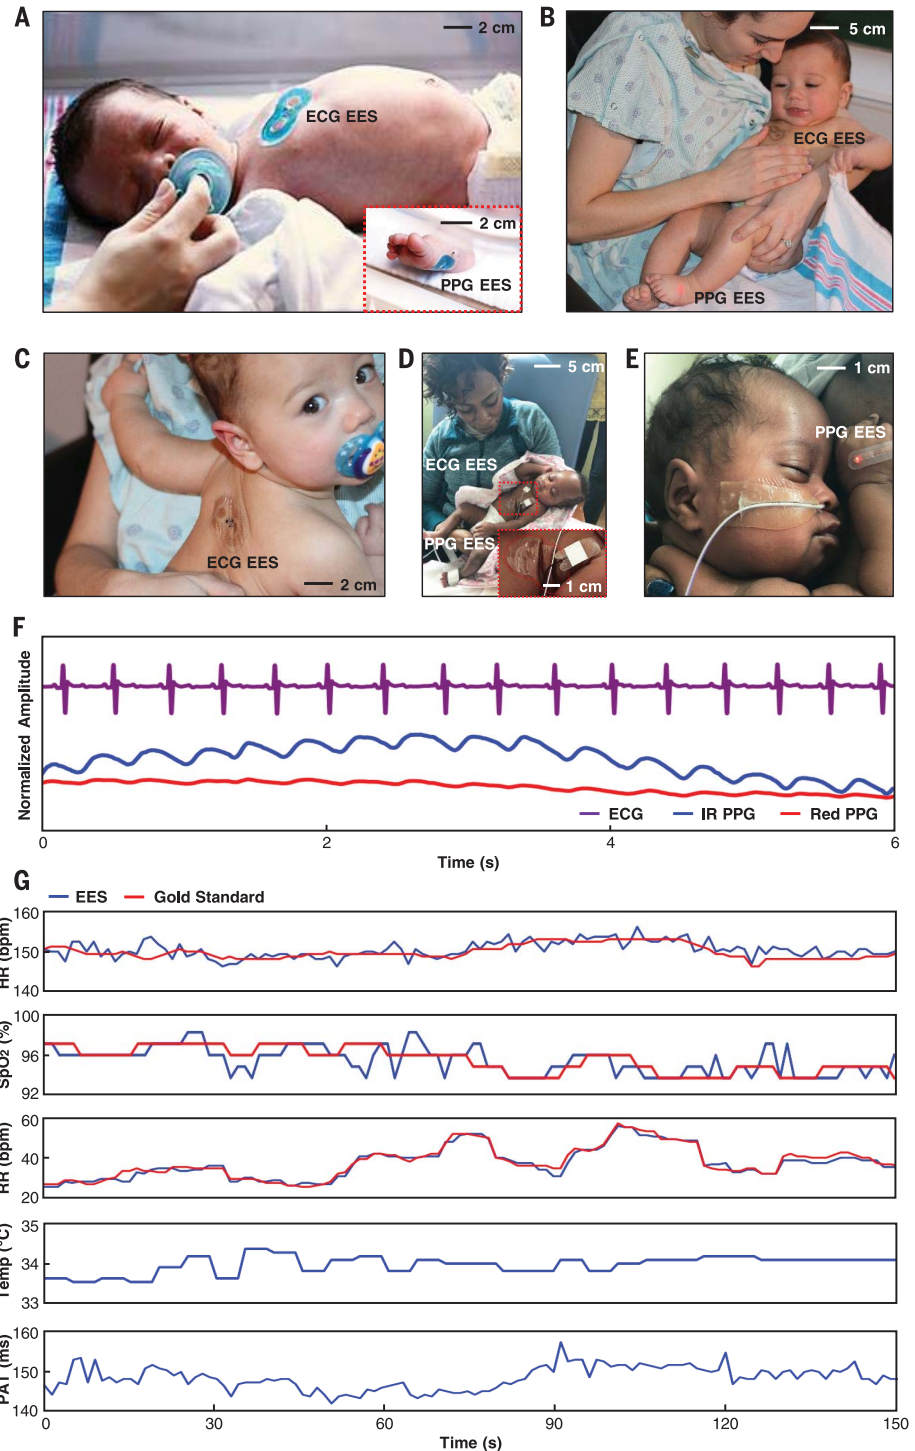 A
2 cm
ECG EES
2 cm
PPG EES
B
5 cm
ECG EES
PPG EES
C
ECG EES
2 cm
D
5 cm
ECG EES
PPG EES
1 cm
E
1 cm
PPG EES
F
Normalized Amplitude
ECG
IR PPG
Red PPG
0
2
4
6
Time (s)
G
EES
Gold Standard
HR (bpm)
160
150
140
SpO₂ (%)
100
96
92
RR (bpm)
60
40
20
Temp (°C)
35
34
33
PAT (ms)
160
150
140
0
30
60
90
120
150
Time (s)